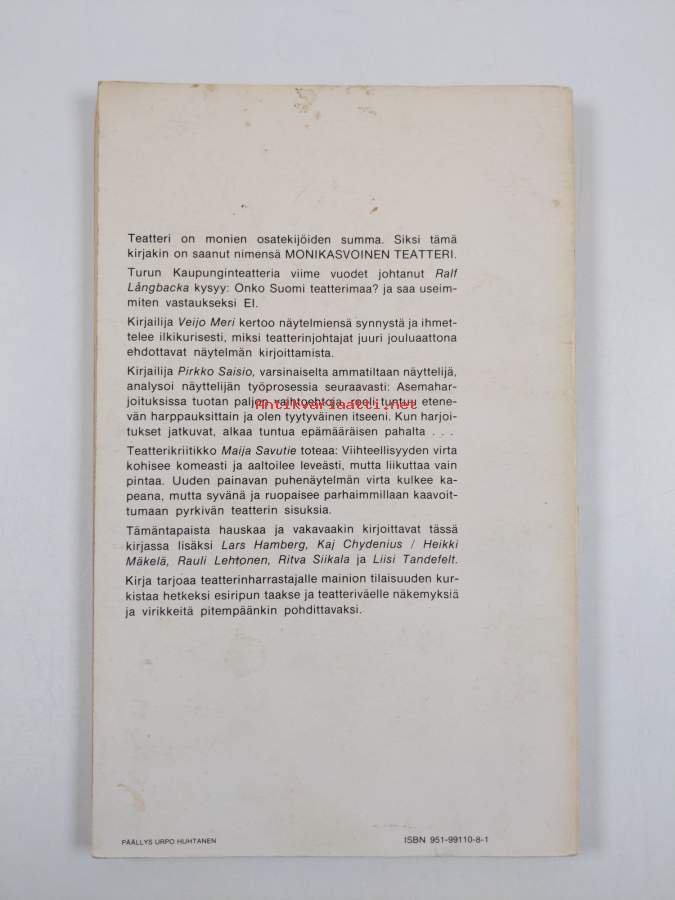 Teatteri on monien osatekijöiden summa. Siksi tämä
kirjakin on saanut nimensä MONIKASVOINEN TEATTERI.
Turun Kaupunginteatteria viime vuodet johtanut Ralf
Långbacka kysyy: Onko Suomi teatterimaa? ja saa useim-
miten vastaukseksi EI.
Kirjailija Veijo Meri kertoo näytelmiensä synnystä ja ihmet-
telee ilkikurisesti, miksi teatterinjohtajat juuri jouluaattona
ehdottavat näytelmän kirjoittamista.
Kirjailija Pirkko Saisio, varsinaiselta ammatiltaan näyttelijä,
analysoi näyttelijän työprosessia seuraavasti: Asemahar-
joituksissa tuotan paljon vaihtoehtoja, rooli tuntuu etene-
Antikvariaatti.net
vän harppauksittain ja olen tyytyväinen itseeni. Kun harjoi-
tukset jatkuvat, alkaa tuntua epämääräisen pahalta . . .
Teatterikriitikko Maija Savutie toteaa: Viihteellisyyden virta
kohisee komeasti ja aaltoilee leveästi, mutta liikuttaa vain
pintaa. Uuden painavan puhenäytelmän virta kulkee ka-
peana, mutta syvänä ja ruopaisee parhaimmillaan kaavoit-
tumaan pyrkivän teatterin sisuksia.
Tämäntapaista hauskaa ja vakavaakin kirjoittavat tässä
kirjassa lisäksi Lars Hamberg, Kaj Chydenius / Heikki
Mäkelä, Rauli Lehtonen, Ritva Siikala ja Liisi Tandefelt.
Kirja tarjoaa teatterinharrastajalle mainion tilaisuuden kur-
kistaa hetkeksi esiripun taakse ja teatteriväelle näkemyksiä
ja virikkeitä pitempäänkin pohdittavaksi.
PÄÄLLYS URPO HUHTANEN
ISBN 951-99110-8-1